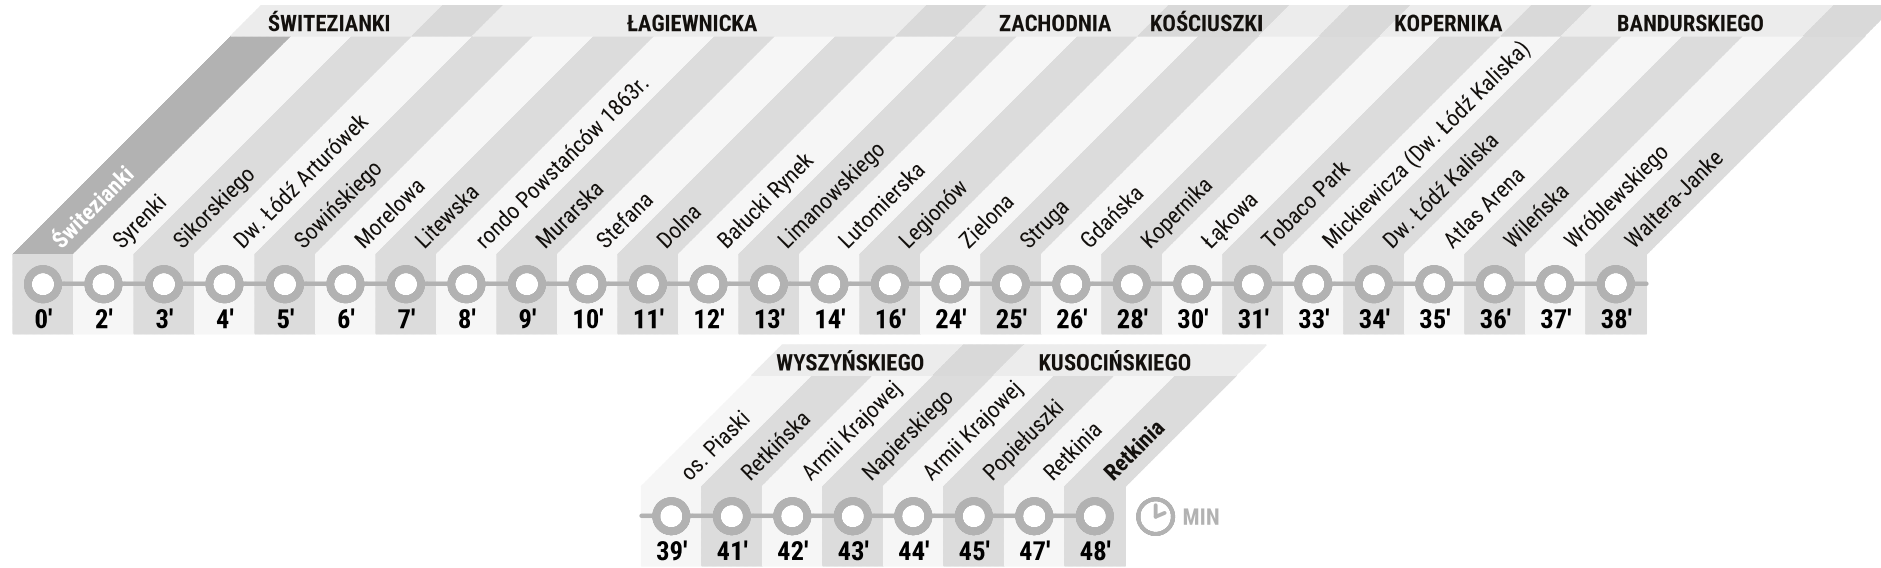 ŚWITEZIANKI ŁAGIEWNICKA ZACHODNIA KOŚCIUSZKI KOPERNIKA BANDURSKIEGO
Świtezianki
Syrenki
Sikorskiego
Dw. Łódź Arturówek
Sowińskiego
Morelowa
Litewska
rondo Powstańców 1863r.
Murarska
Stefana
Dolna
Bałucki Rynek
Limanowskiego
Lutomierska
Legionów
Zielona
Struga
Gdańska
Kopernika
Łąkowa
Tobaco Park
Mickiewicza (Dw. Łódź Kaliska)
Dw. Łódź Kaliska
Atlas Arena
Wileńska
Wróblewskiego
Waltera-Janke
0' 2' 3' 4' 5' 6' 7' 8' 9' 10' 11' 12' 13' 14' 16' 24' 25' 26' 28' 30' 31' 33' 34' 35' 36' 37' 38'
WYSZYŃSKIEGO KUSOCIŃSKIEGO
os. Piaski
Retkińska
Armii Krajowej
Napierskiego
Armii Krajowej
Popiełuszki
Retkinia
Retkinia
MIN
39' 41' 42' 43' 44' 45' 47' 48'